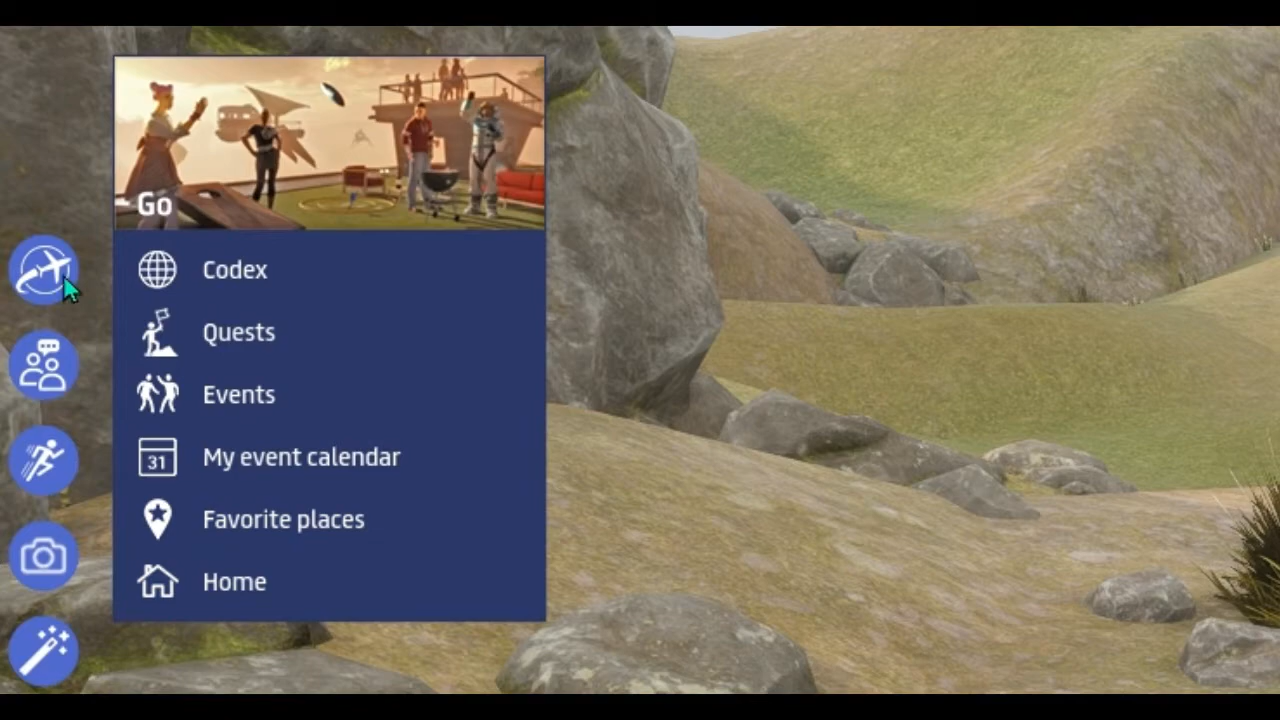 Go
Codex
Quests
Events
31
My event calendar
Favorite places
Home